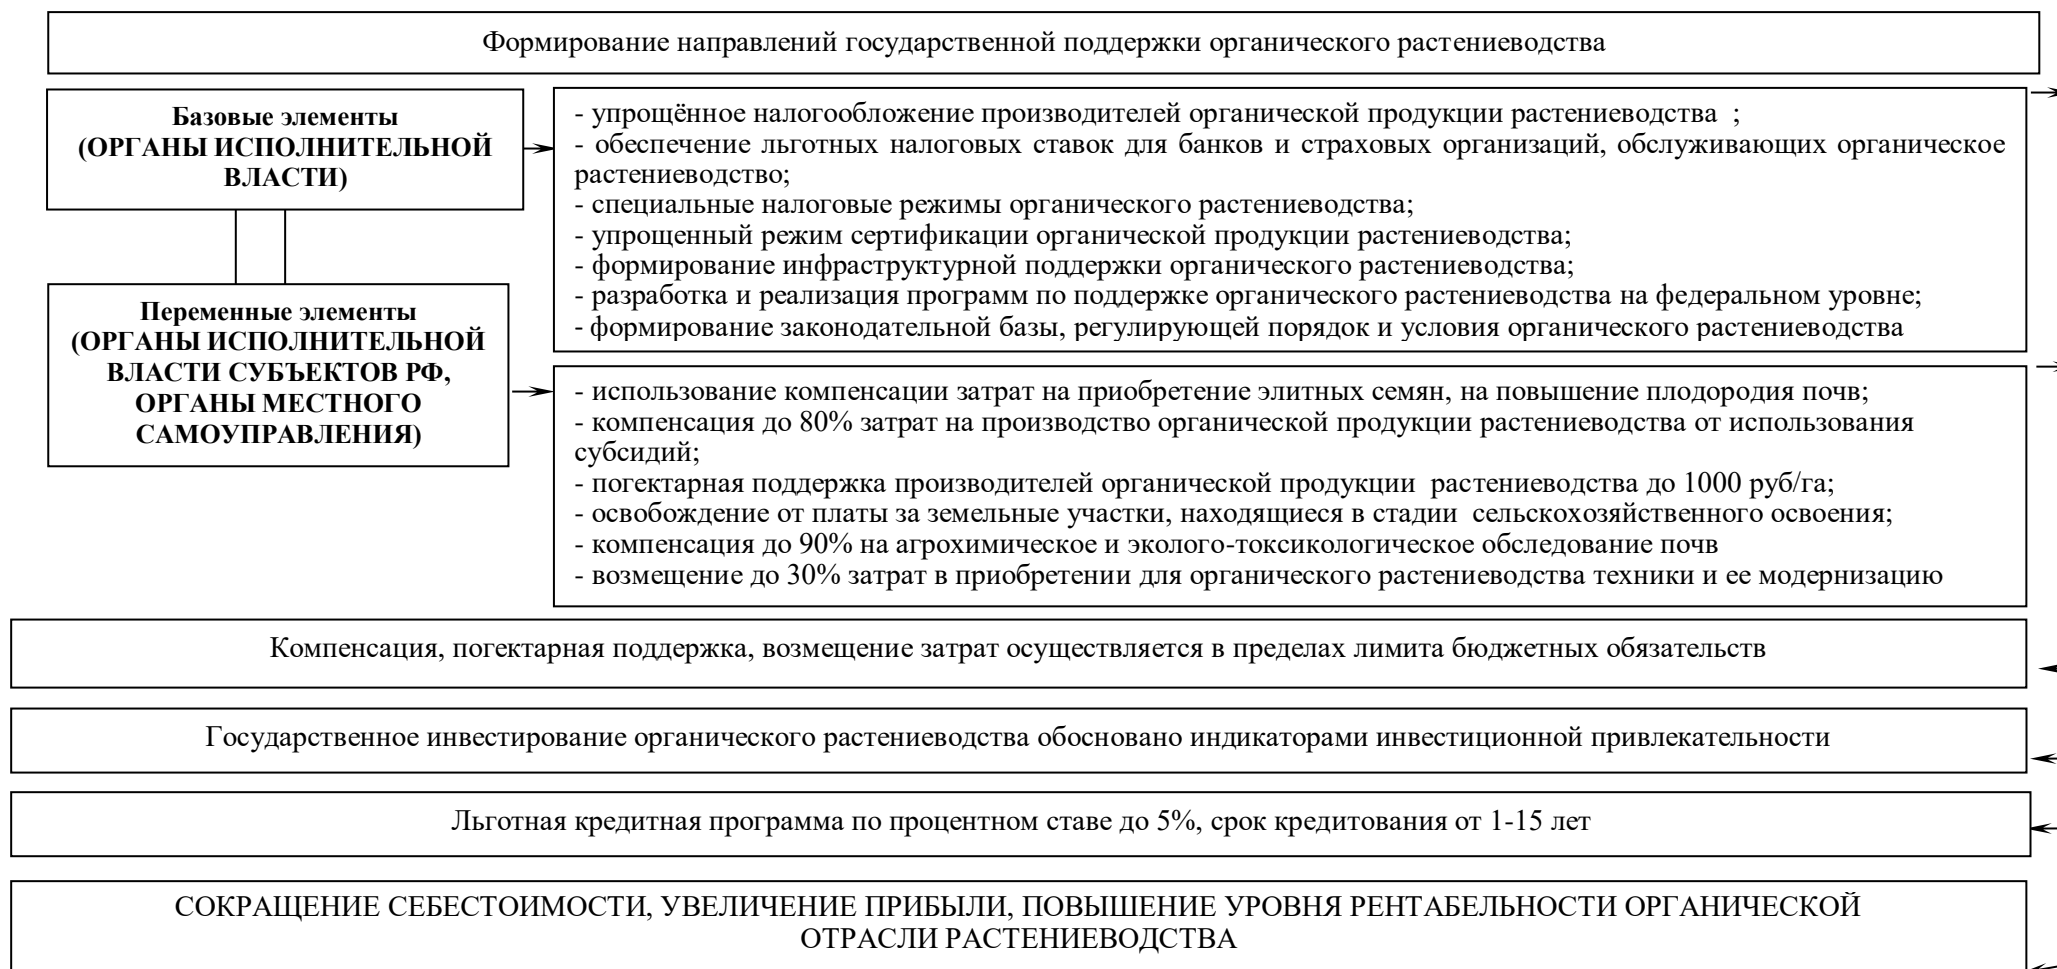 Формирование направлений государственной поддержки органического растениеводства
Базовые элементы
(ОРГАНЫ ИСПОЛНИТЕЛЬНОЙ
ВЛАСТИ)
- упрощённое налогообложение производителей органической продукции растениеводства ;
- обеспечение льготных налоговых ставок для банков и страховых организаций, обслуживающих органическое
растениеводство;
- специальные налоговые режимы органического растениеводства;
- упрощенный режим сертификации органической продукции растениеводства;
- формирование инфраструктурной поддержки органического растениеводства;
- разработка и реализация программ по поддержке органического растениеводства на федеральном уровне;
- формирование законодательной базы, регулирующей порядок и условия органического растениеводства
Переменные элементы
(ОРГАНЫ ИСПОЛНИТЕЛЬНОЙ
ВЛАСТИ СУБЪЕКТОВ РФ,
ОРГАНЫ МЕСТНОГО
САМОУПРАВЛЕНИЯ)
- использование компенсации затрат на приобретение элитных семян, на повышение плодородия почв;
- компенсация до 80% затрат на производство органической продукции растениеводства от использования
субсидий;
- погектарная поддержка производителей органической продукции растениеводства до 1000 руб/га;
- освобождение от платы за земельные участки, находящиеся в стадии сельскохозяйственного освоения;
- компенсация до 90% на агрохимическое и эколого-токсикологическое обследование почв
- возмещение до 30% затрат в приобретении для органического растениеводства техники и ее модернизацию
Компенсация, погектарная поддержка, возмещение затрат осуществляется в пределах лимита бюджетных обязательств
Государственное инвестирование органического растениеводства обосновано индикаторами инвестиционной привлекательности
Льготная кредитная программа по процентном ставе до 5%, срок кредитования от 1-15 лет
СОКРАЩЕНИЕ СЕБЕСТОИМОСТИ, УВЕЛИЧЕНИЕ ПРИБЫЛИ, ПОВЫШЕНИЕ УРОВНЯ РЕНТАБЕЛЬНОСТИ ОРГАНИЧЕСКОЙ
ОТРАСЛИ РАСТЕНИЕВОДСТВА